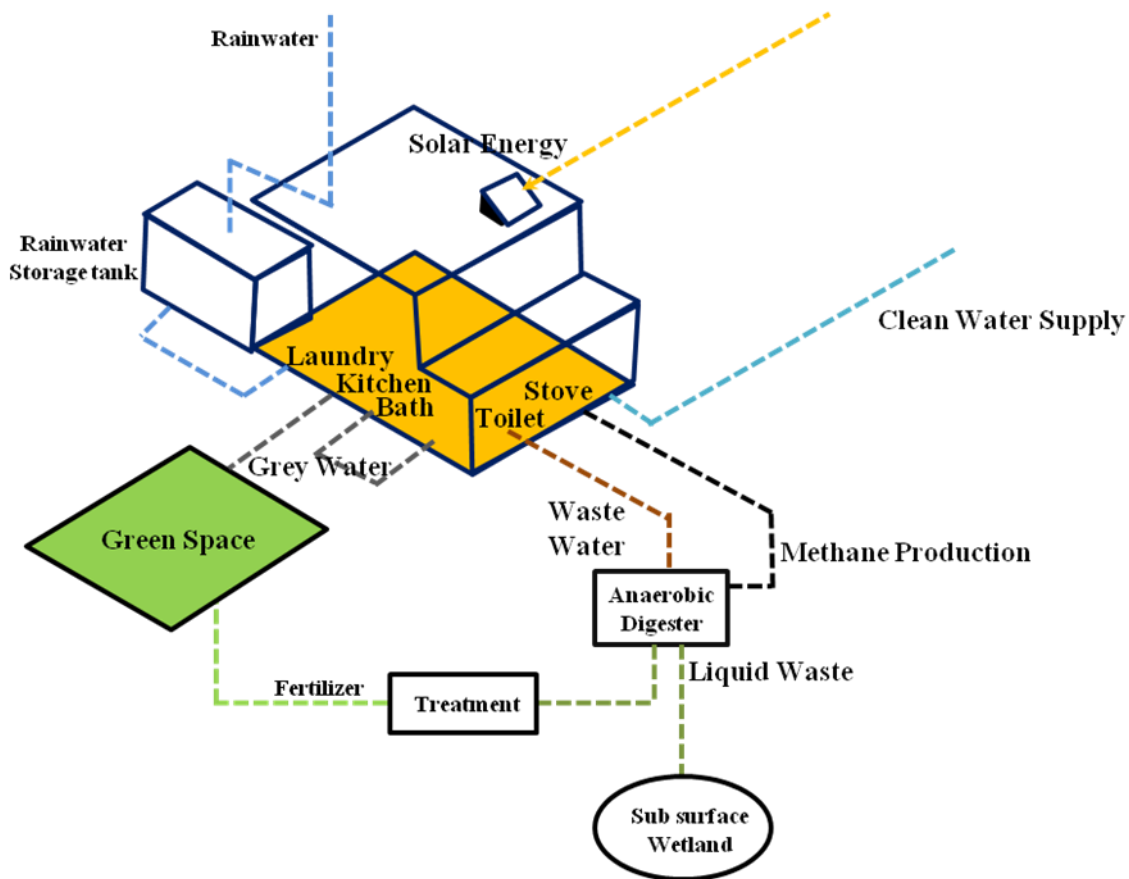 Rainwater
Solar Energy
Rainwater
Storage tank
Clean Water Supply
Laundry
Kitchen
Bath
Stove
Toilet
Grey Water
Waste
Water
Green Space
Methane Production
Anaerobic
Digester
Liquid Waste
Fertilizer
Treatment
Sub surface
Wetland